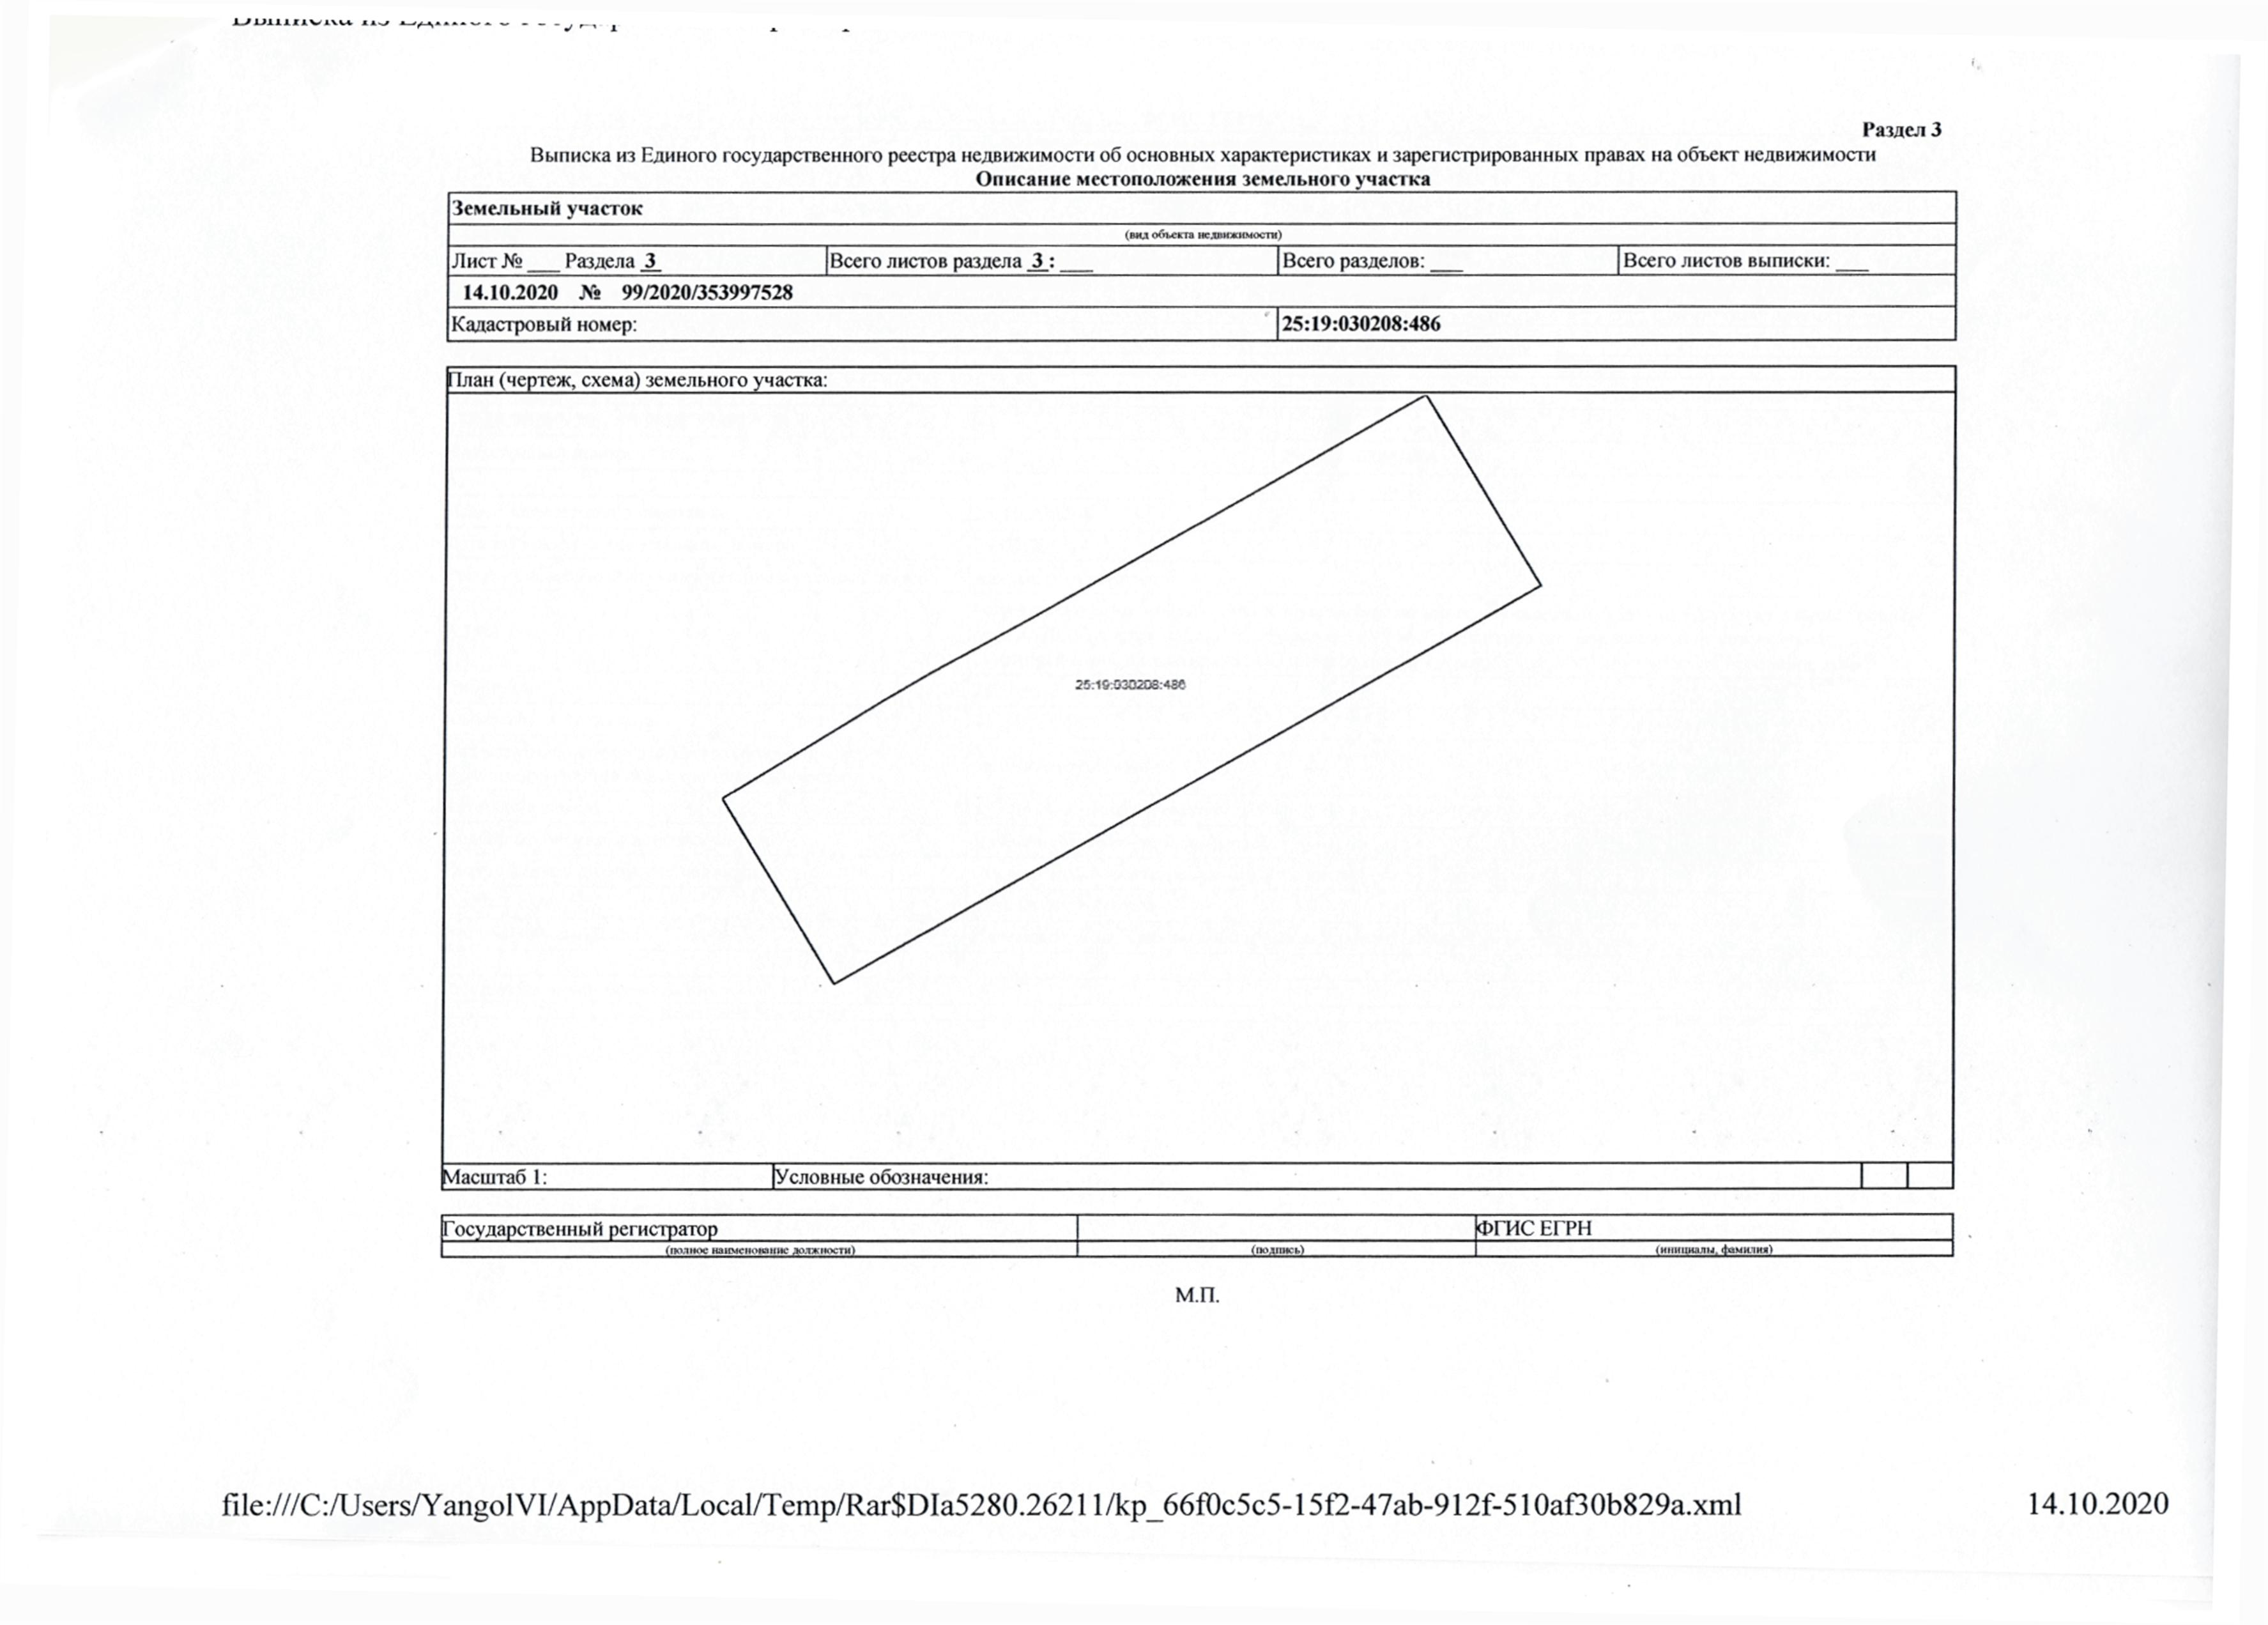 Раздел 3
Выписка из Единого государственного реестра недвижимости об основных характеристиках и зарегистрированных правах на объект недвижимости
Описание местоположения земельного участка
Земельный участок
(вид объекта недвижимости)
Лист № ___ Раздела 3 Всего листов раздела 3 : ___ Всего разделов: ___ Всего листов выписки: ___
14.10.2020 № 99/2020/353997528
Кадастровый номер: 25:19:030208:486
План (чертеж, схема) земельного участка:
25:19:030208:486
Масштаб 1: Условные обозначения:
Государственный регистратор ФГИС ЕГРН
(полное наименование должности) (подпись) (инициалы, фамилия)
М.П.
file:///C:/Users/YangolVI/AppData/Local/Temp/Rar$DIa5280.26211/kp_66f0c5c5-15f2-47ab-912f-510af30b829a.xml 14.10.2020